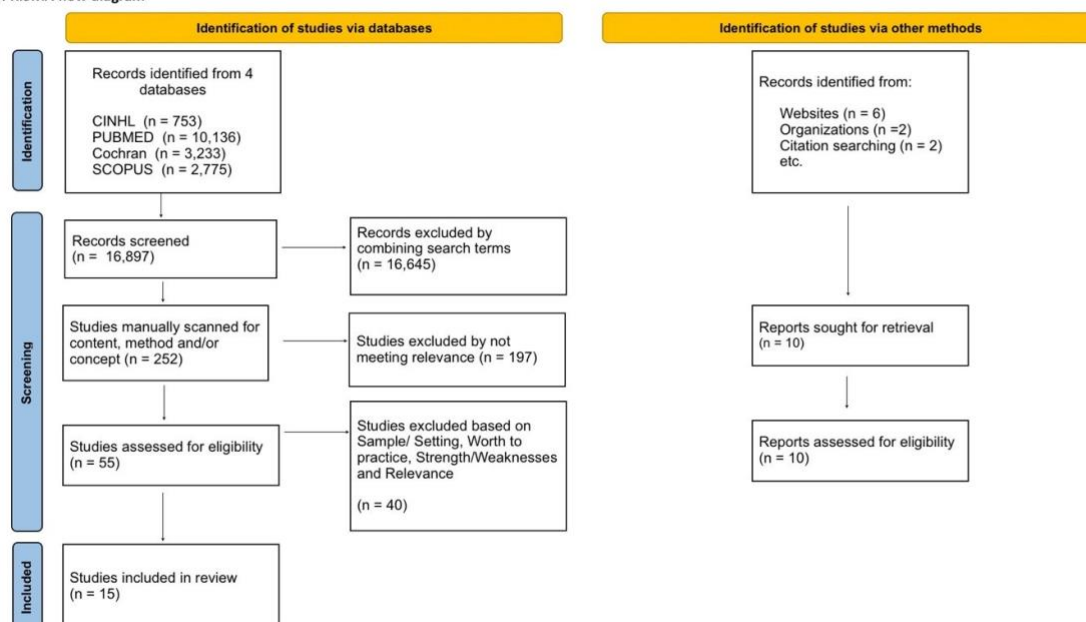 Identification of studies via databases
Identification of studies via other methods
Identification
Records identified from 4
databases
CINHL (n = 753)
PUBMED (n = 10,136)
Cochran (n = 3,233)
SCOPUS (n = 2,775)
Records identified from:
Websites (n = 6)
Organizations (n =2)
Citation searching (n = 2)
etc.
Screening
Records screened
(n = 16,897)
Records excluded by
combining search terms
(n = 16,645)
Studies manually scanned for
content, method and/or
concept (n = 252)
Studies excluded by not
meeting relevance (n = 197)
Reports sought for retrieval
(n = 10)
Studies assessed for eligibility
(n = 55)
Studies excluded based on
Sample/ Setting, Worth to
practice, Strength/Weaknesses
and Relevance
(n = 40)
Reports assessed for eligibility
(n = 10)
Included
Studies included in review
(n = 15)